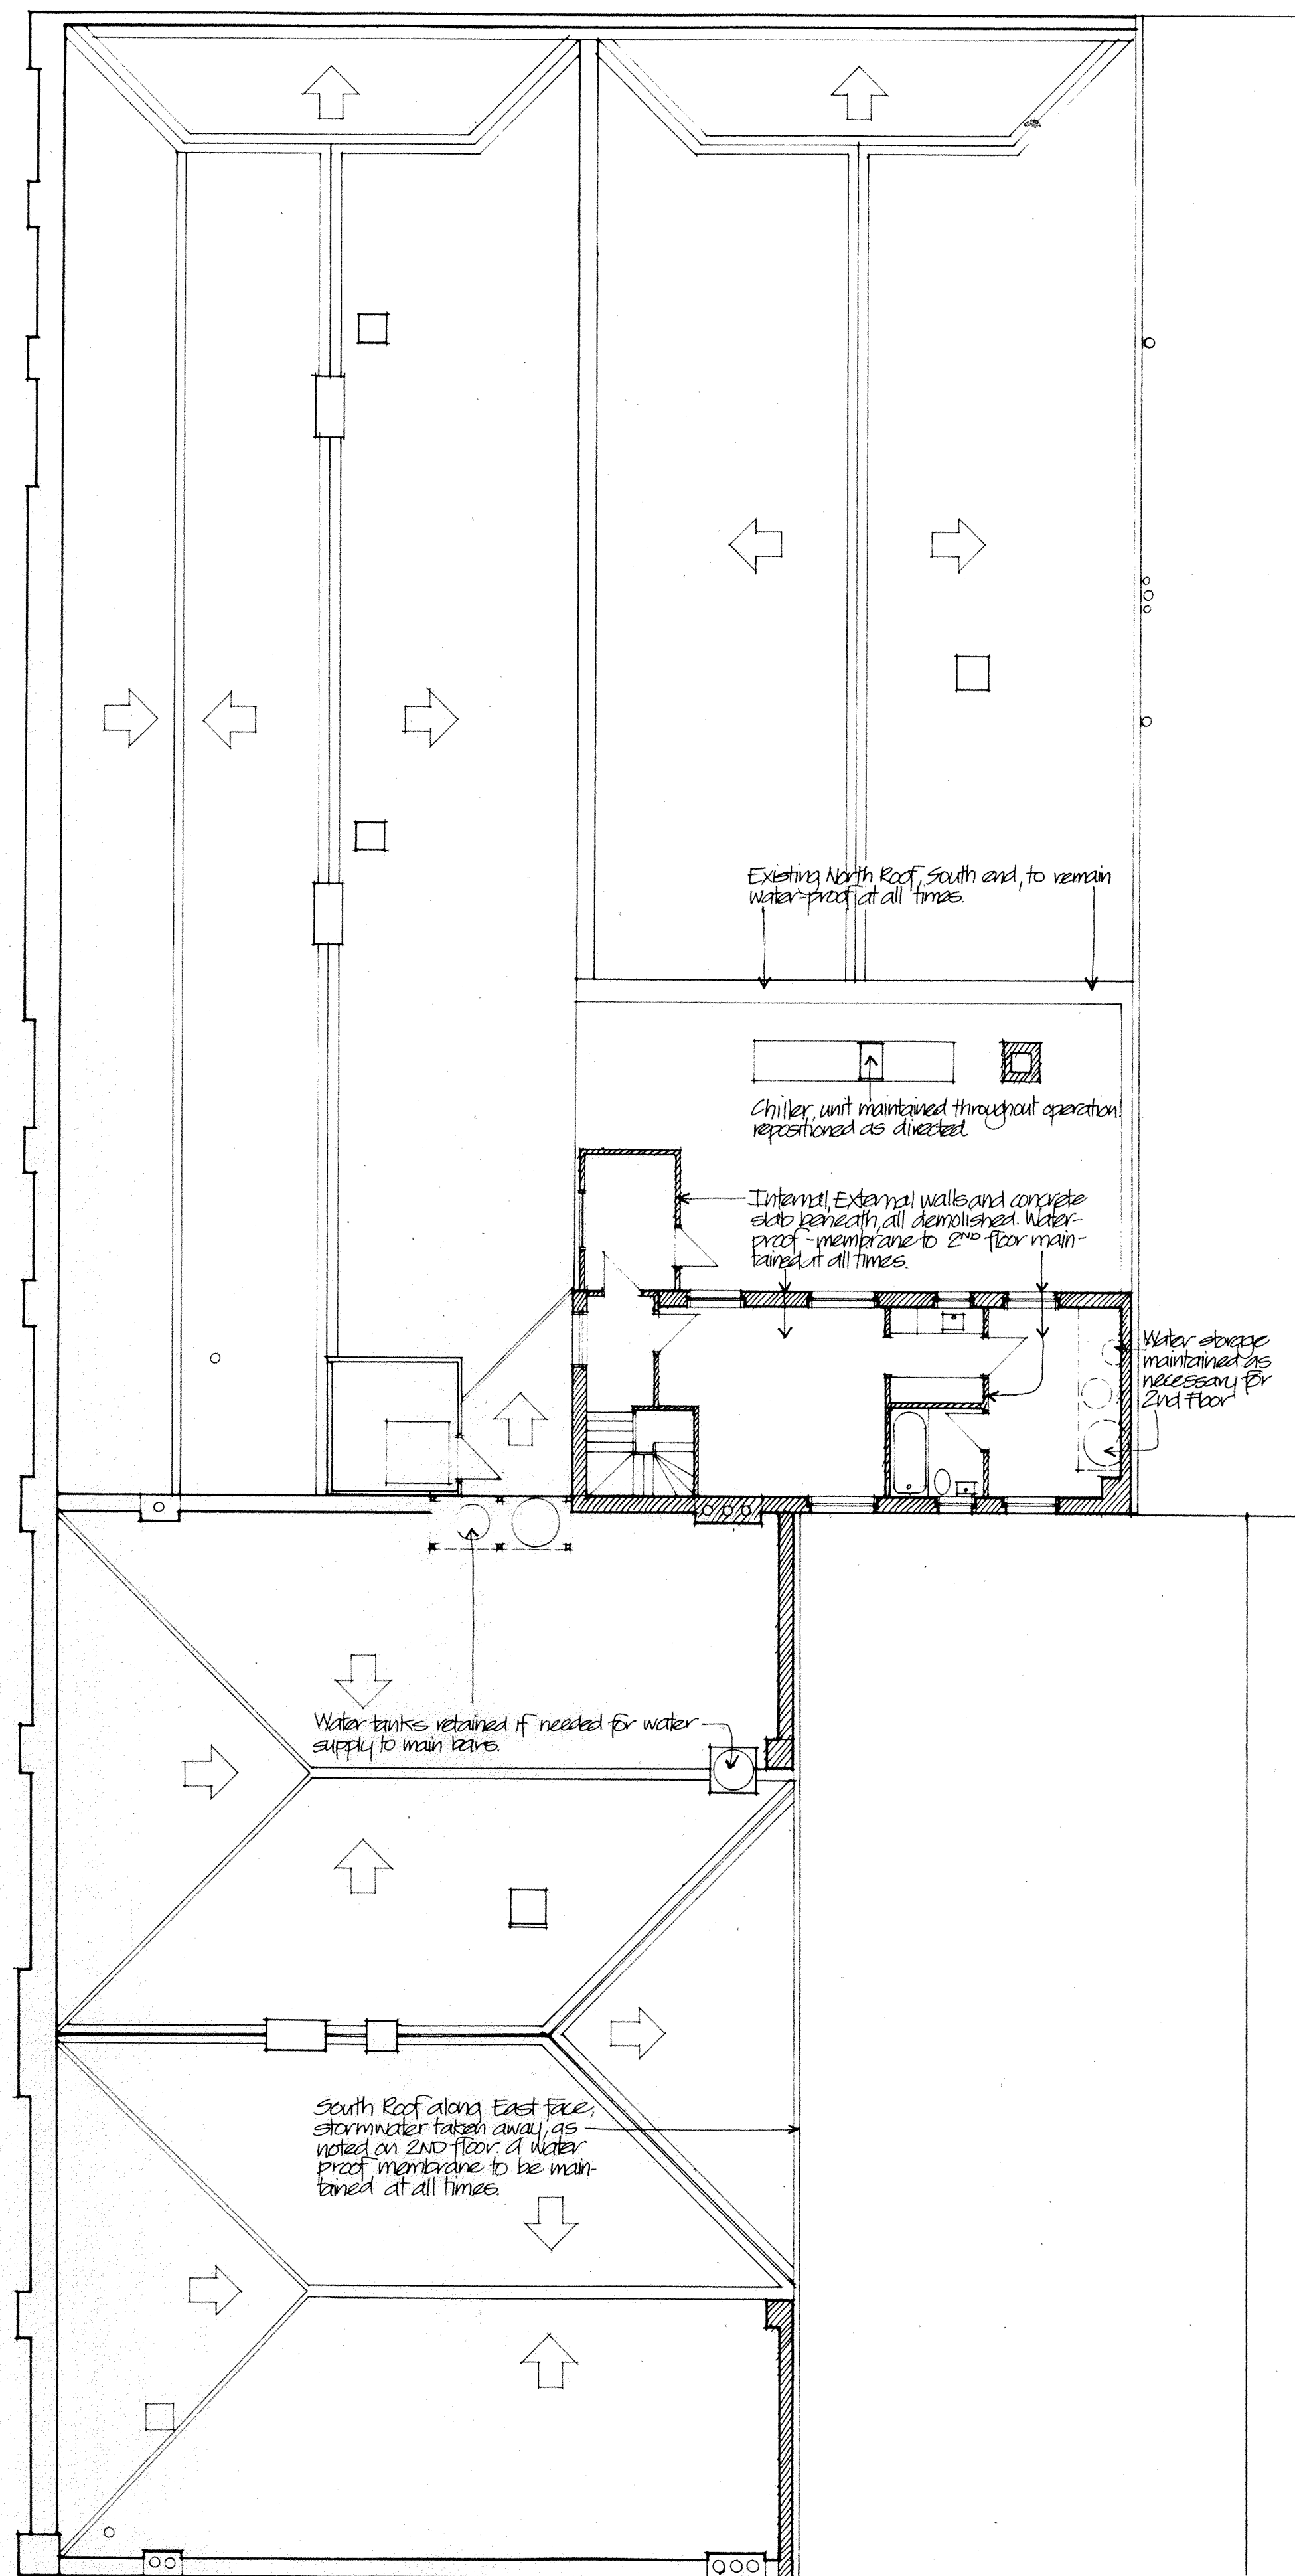 Existing North Roof, South end, to remain
water-proof at all times.
Chiller, unit maintained throughout operation!
repositioned as directed
Internal, External walls and concrete
slab beneath, all demolished. Water-
proof-membrane to 2ND floor main-
tained at all times.
Water storage
maintained as
necessary for
2nd Floor
Water tanks retained if needed for water
supply to main bars.
South Roof along East Face,
stormwater taken away, as
noted on 2ND floor. A water
proof membrane to be main-
tained at all times.